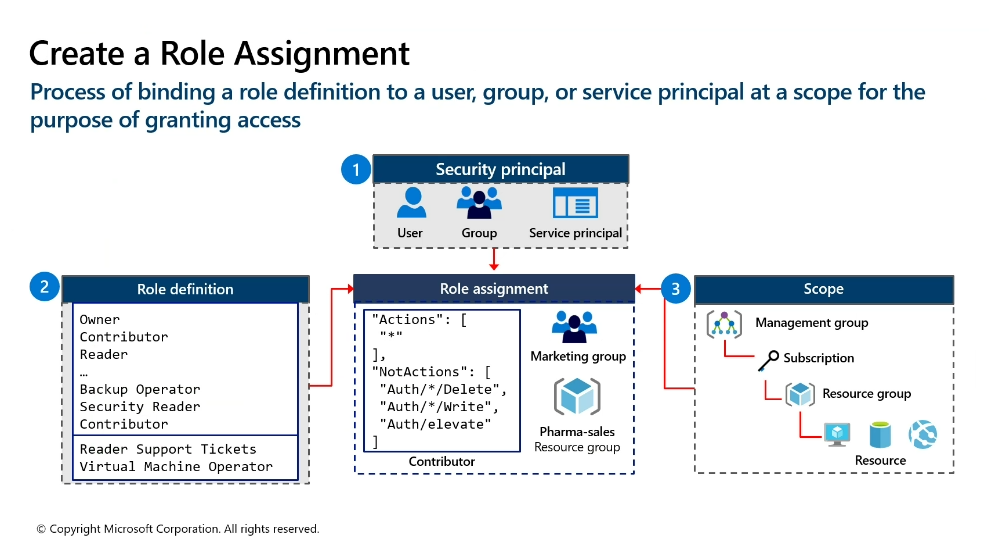 Create a Role Assignment
Process of binding a role definition to a user, group, or service principal at a scope for the
purpose of granting access
1
Security principal
User
Group
Service principal
2
Role definition
Owner
Contributor
Reader
…
Backup Operator
Security Reader
Contributor
Reader Support Tickets
Virtual Machine Operator
Role assignment
"Actions": [
"*"
],
"NotActions": [
"Auth/*/Delete",
"Auth/*/Write",
"Auth/elevate"
]
Contributor
Marketing group
Pharma-sales
Resource group
3
Scope
Management group
Subscription
Resource group
Resource
© Copyright Microsoft Corporation. All rights reserved.